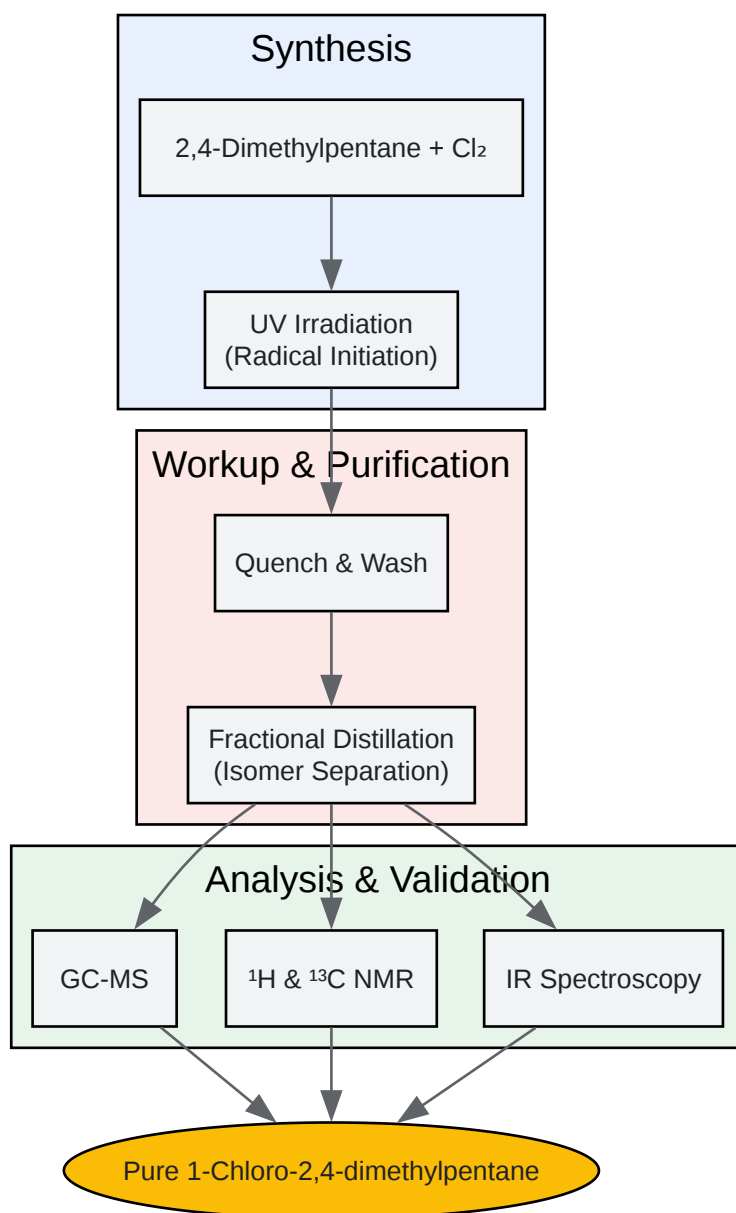 Synthesis
2,4-Dimethylpentane + Cl₂
UV Irradiation
(Radical Initiation)
Workup & Purification
Quench & Wash
Fractional Distillation
(Isomer Separation)
Analysis & Validation
GC-MS
¹H & ¹³C NMR
IR Spectroscopy
Pure 1-Chloro-2,4-dimethylpentane